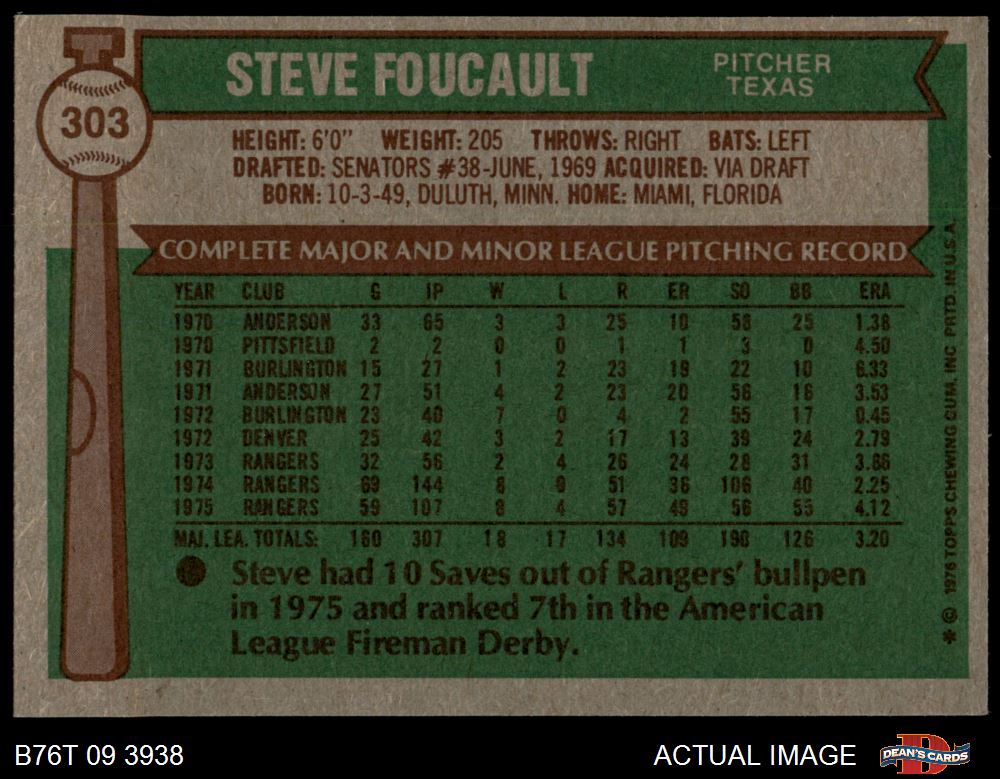 STEVE FOUCAULT
PITCHER
TEXAS
303
HEIGHT: 6'0" WEIGHT: 205 THROWS: RIGHT BATS: LEFT
DRAFTED: SENATORS #38-JUNE, 1969 ACQUIRED: VIA DRAFT
BORN: 10-3-49, DULUTH, MINN. HOME: MIAMI, FLORIDA
COMPLETE MAJOR AND MINOR LEAGUE PITCHING RECORD
YEAR CLUB G IP W L R ER SO BB ERA
1970 ANDERSON 33 65 3 3 25 10 58 25 1.38
1970 PITTSFIELD 2 2 0 0 1 1 3 0 4.50
1971 BURLINGTON 15 27 1 2 23 19 22 10 6.33
1971 ANDERSON 27 51 4 2 23 20 56 16 3.53
1972 BURLINGTON 23 40 7 0 4 2 55 17 0.45
1972 DENVER 25 42 3 2 17 13 39 24 2.79
1973 RANGERS 32 56 2 4 26 24 28 31 3.86
1974 RANGERS 69 144 8 9 51 36 106 40 2.25
1975 RANGERS 59 107 8 4 57 49 56 55 4.12
MAJ. LEA. TOTALS: 160 307 18 17 134 109 190 126 3.20
● Steve had 10 Saves out of Rangers' bullpen
in 1975 and ranked 7th in the American
League Fireman Derby.
* © 1976 TOPPS CHEWING GUM, INC. PRTD. IN U.S.A.
B76T 09 3938
ACTUAL IMAGE
D
DEAN'S CARDS